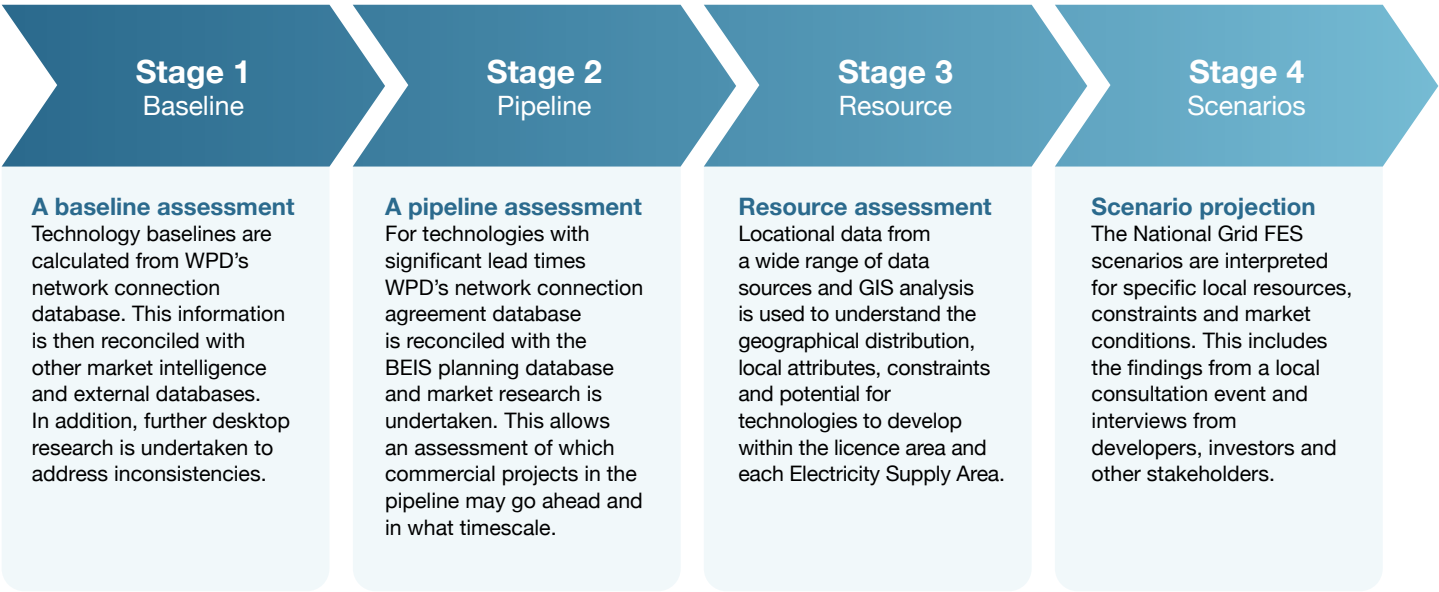 Stage 1
Baseline
A baseline assessment
Technology baselines are
calculated from WPD’s
network connection
database. This information
is then reconciled with
other market intelligence
and external databases.
In addition, further desktop
research is undertaken to
address inconsistencies.
Stage 2
Pipeline
A pipeline assessment
For technologies with
significant lead times
WPD’s network connection
agreement database
is reconciled with the
BEIS planning database
and market research is
undertaken. This allows
an assessment of which
commercial projects in the
pipeline may go ahead and
in what timescale.
Stage 3
Resource
Resource assessment
Locational data from
a wide range of data
sources and GIS analysis
is used to understand the
geographical distribution,
local attributes, constraints
and potential for
technologies to develop
within the licence area and
each Electricity Supply Area.
Stage 4
Scenarios
Scenario projection
The National Grid FES
scenarios are interpreted
for specific local resources,
constraints and market
conditions. This includes
the findings from a local
consultation event and
interviews from
developers, investors and
other stakeholders.